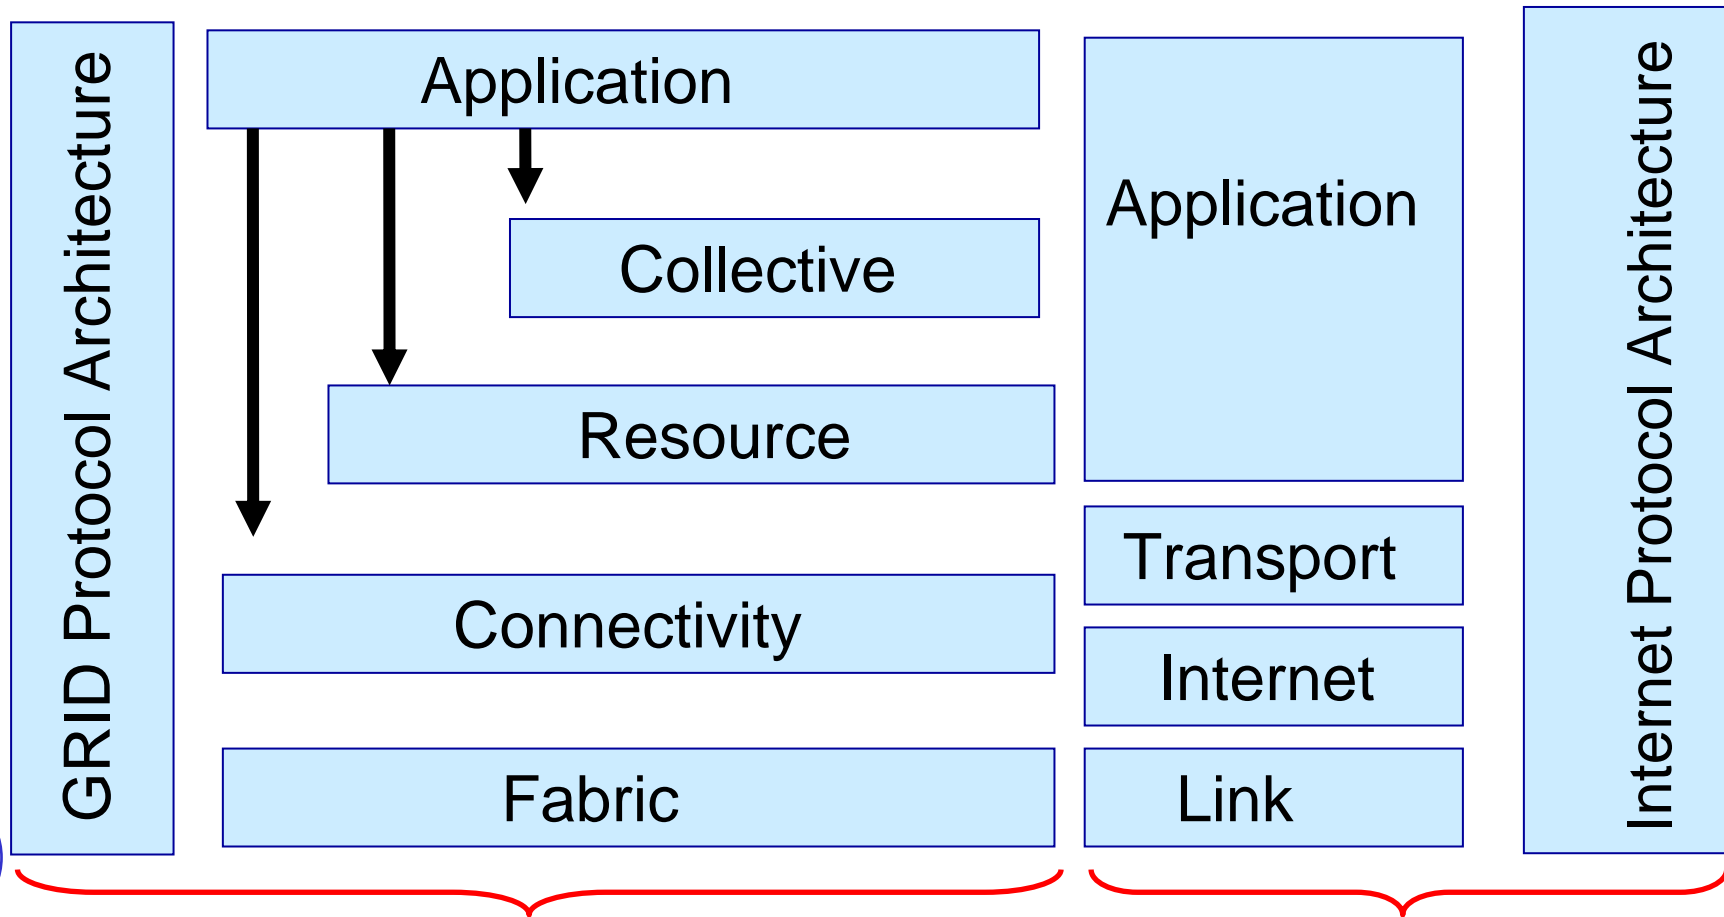 GRID Protocol Architecture
Application
Collective
Resource
Connectivity
Fabric
Application
Transport
Internet
Link
Internet Protocol Architecture